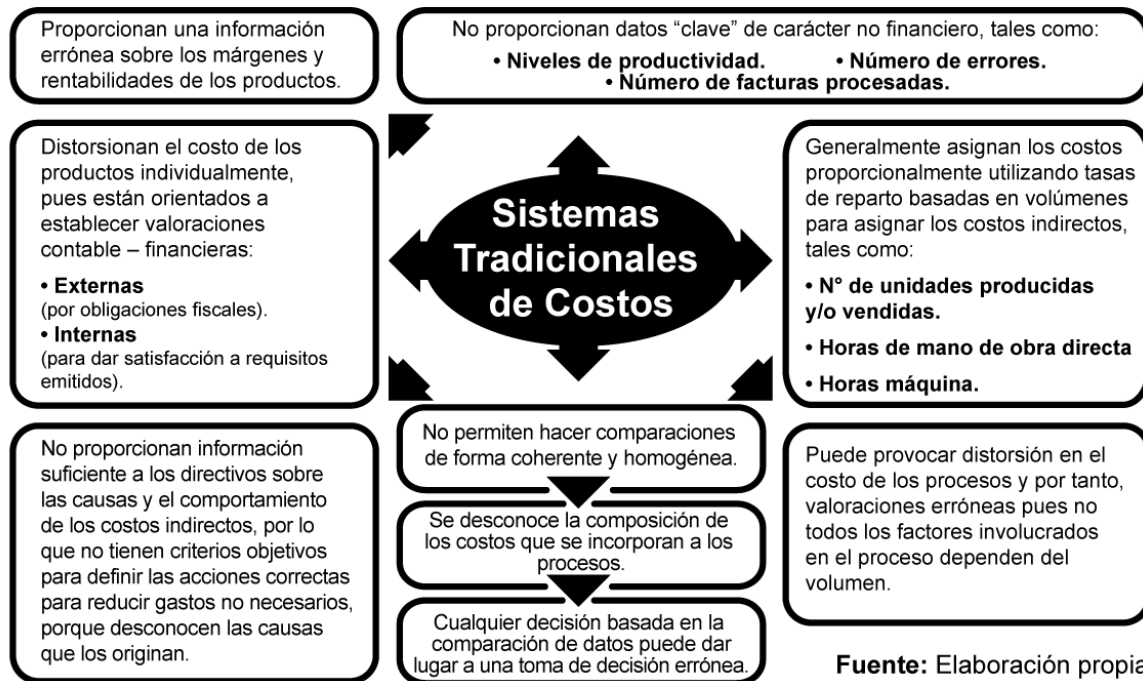 Proporcionan una información
errónea sobre los márgenes y
rentabilidades de los productos.
No proporcionan datos “clave” de carácter no financiero, tales como:
• Niveles de productividad. • Número de errores.
• Número de facturas procesadas.
Distorsionan el costo de los
productos individualmente,
pues están orientados a
establecer valoraciones
contable – financieras:
• Externas
(por obligaciones fiscales).
• Internas
(para dar satisfacción a requisitos
emitidos).
Sistemas
Tradicionales
de Costos
Generalmente asignan los costos
proporcionalmente utilizando tasas
de reparto basadas en volúmenes
para asignar los costos indirectos,
tales como:
• N° de unidades producidas
y/o vendidas.
• Horas de mano de obra directa
• Horas máquina.
No proporcionan información
suficiente a los directivos sobre
las causas y el comportamiento
de los costos indirectos, por lo
que no tienen criterios objetivos
para definir las acciones correctas
para reducir gastos no necesarios,
porque desconocen las causas
que los originan.
No permiten hacer comparaciones
de forma coherente y homogénea.
Se desconoce la composición de
los costos que se incorporan a los
procesos.
Cualquier decisión basada en la
comparación de datos puede dar
lugar a una toma de decisión errónea.
Puede provocar distorsión en el
costo de los procesos y por tanto,
valoraciones erróneas pues no
todos los factores involucrados
en el proceso dependen del
volumen.
Fuente: Elaboración propia